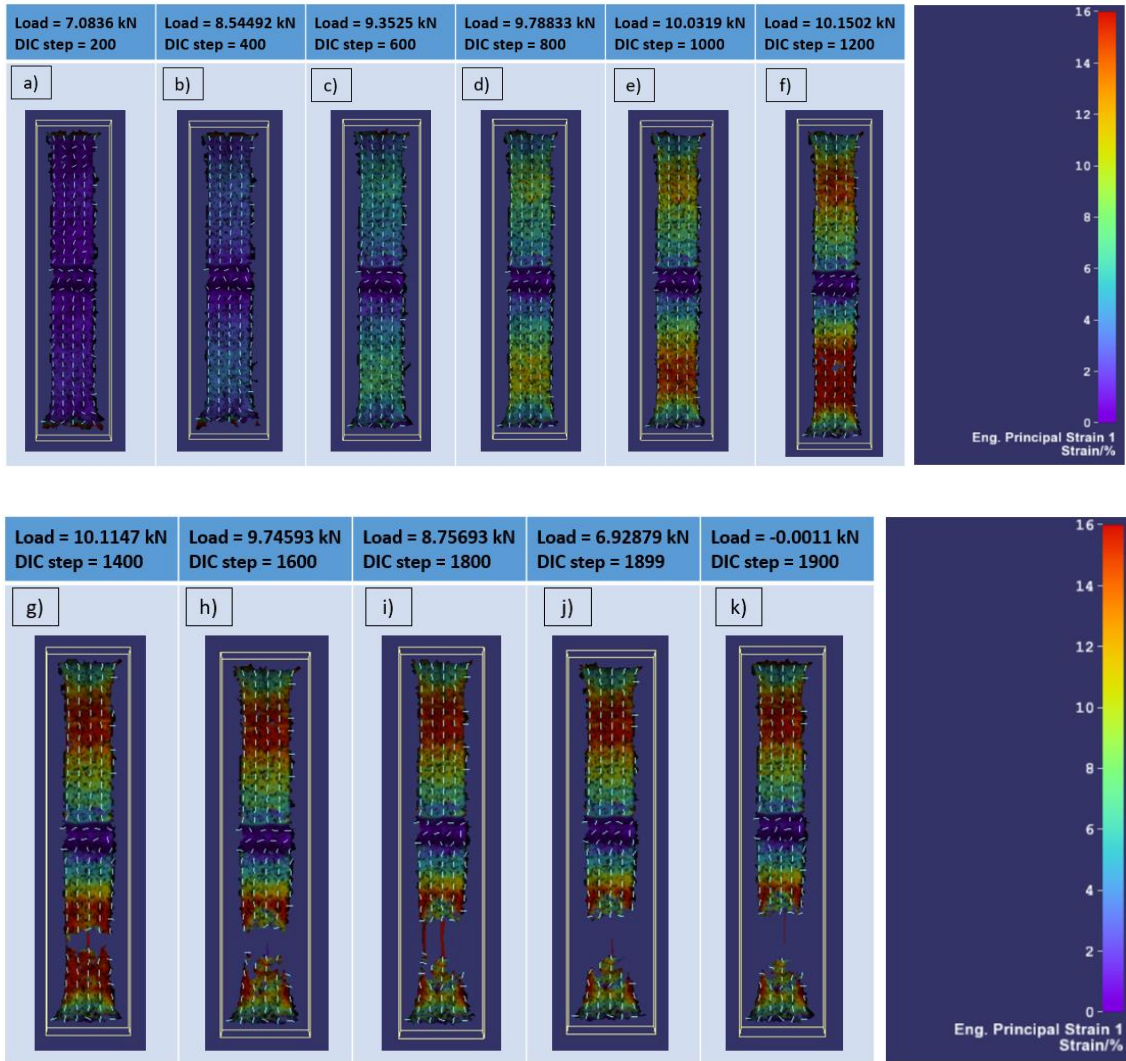 Load = 7.0836 kN
DIC step = 200
Load = 8.54492 kN
DIC step = 400
Load = 9.3525 kN
DIC step = 600
Load = 9.78833 kN
DIC step = 800
Load = 10.0319 kN
DIC step = 1000
Load = 10.1502 kN
DIC step = 1200
a)
b)
c)
d)
e)
f)
16
14
12
10
8
6
4
2
0
Eng. Principal Strain 1
Strain/%
Load = 10.1147 kN
DIC step = 1400
Load = 9.74593 kN
DIC step = 1600
Load = 8.75693 kN
DIC step = 1800
Load = 6.92879 kN
DIC step = 1899
Load = -0.0011 kN
DIC step = 1900
g)
h)
i)
j)
k)
16
14
12
10
8
6
4
2
0
Eng. Principal Strain 1
Strain/%